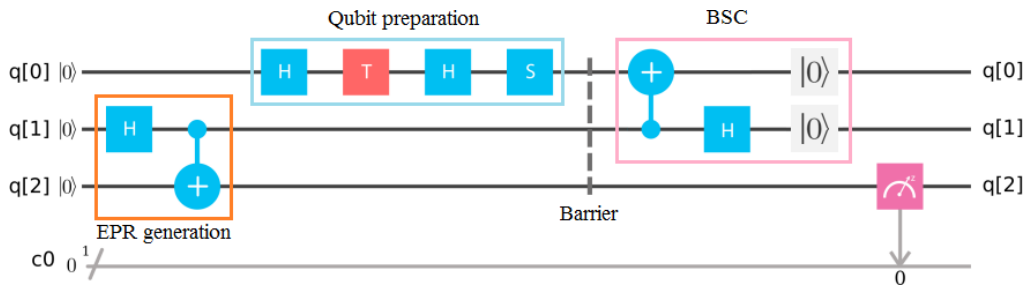 Qubit preparation
BSC
q[0] |0⟩ H T H S |0⟩ q[0]
q[1] |0⟩ H H |0⟩ q[1]
q[2] |0⟩ z q[2]
Barrier
EPR generation
c0 0 1
0